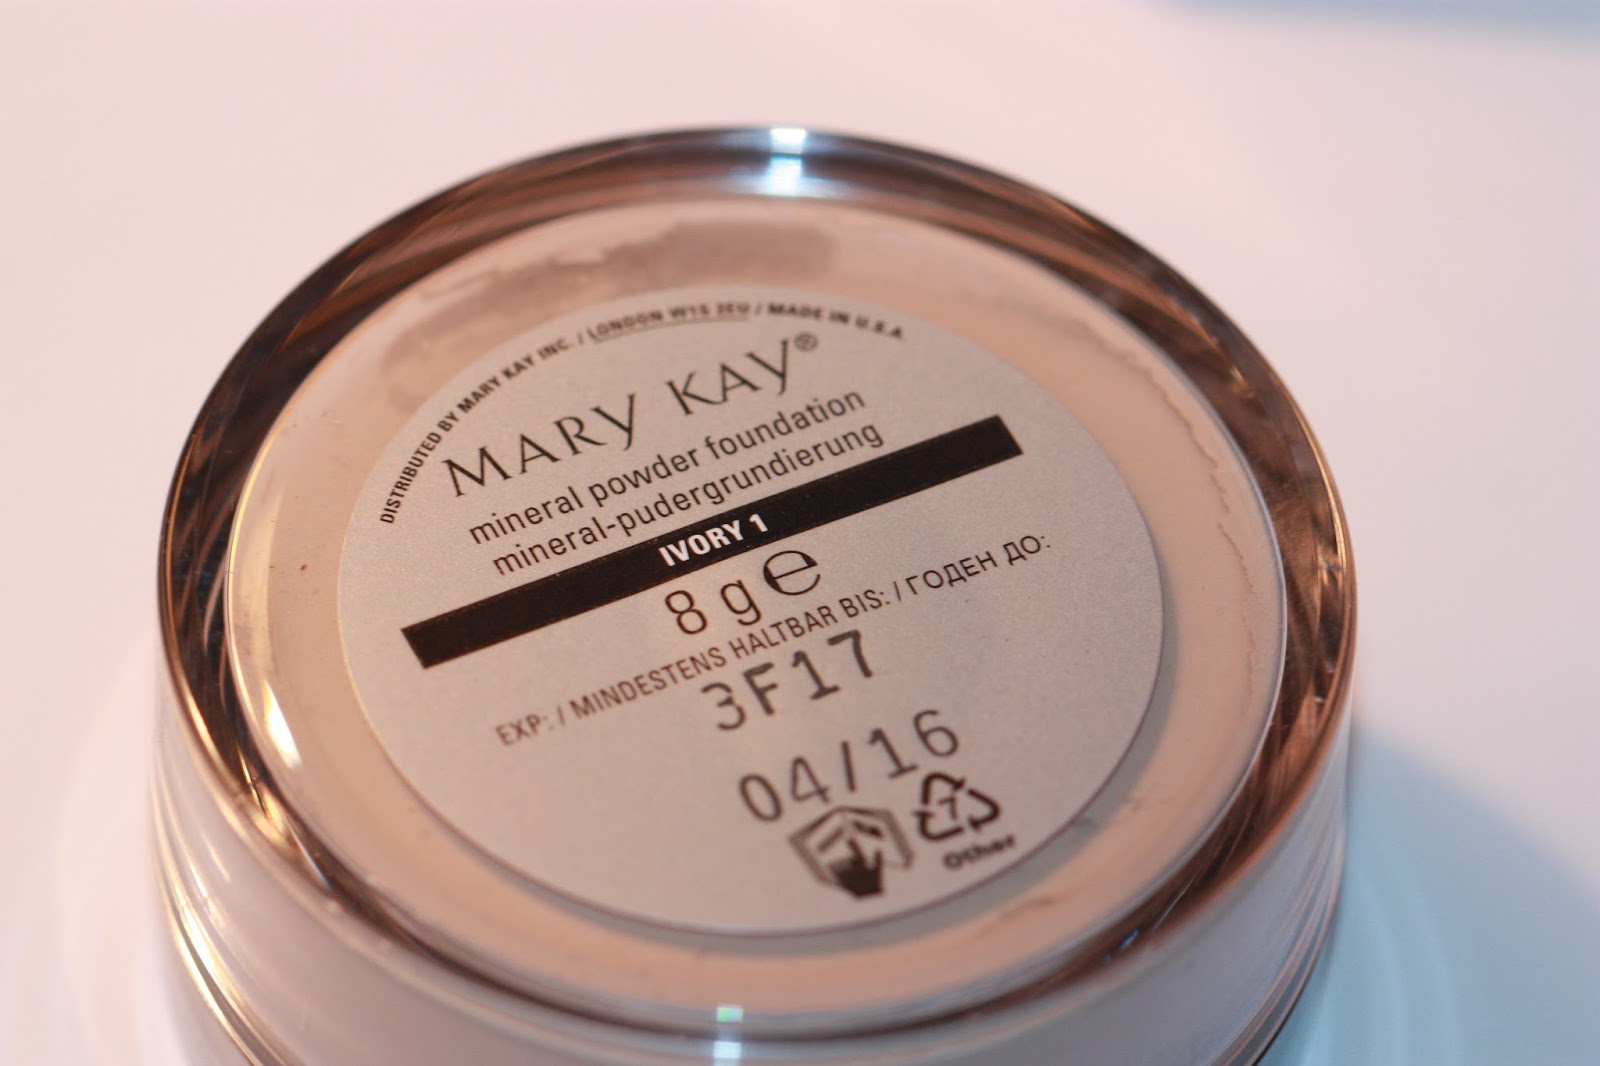 DISTRIBUTED BY MARY KAY INC. / LONDON W1S 2EU / MADE IN U.S.A.
MARY KAY®
mineral powder foundation
mineral-pudergrundierung
IVORY 1
8 g ℮
EXP: / MINDESTENS HALTBAR BIS: / ГОДЕН ДО:
3F17
04/16
7
Other